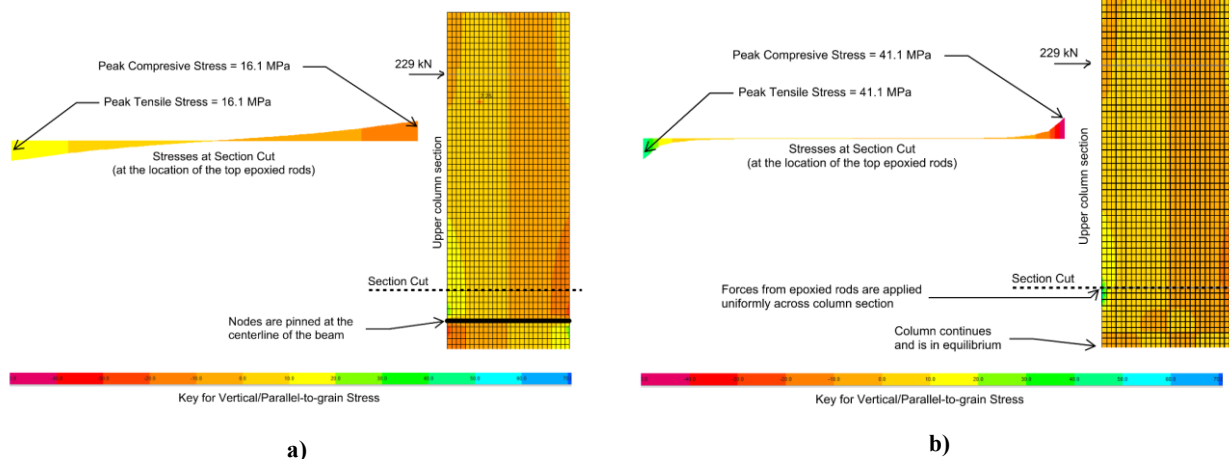 Peak Compresive Stress = 16.1 MPa
229 kN
Peak Tensile Stress = 16.1 MPa
Stresses at Section Cut
(at the location of the top epoxied rods)
Upper column section
Section Cut
Nodes are pinned at the
centerline of the beam
Key for Vertical/Parallel-to-grain Stress
a)
Peak Compresive Stress = 41.1 MPa
229 kN
Peak Tensile Stress = 41.1 MPa
Stresses at Section Cut
(at the location of the top epoxied rods)
Upper column section
Section Cut
Forces from epoxied rods are applied
uniformly across column section
Column continues
and is in equilibrium
Key for Vertical/Parallel-to-grain Stress
b)